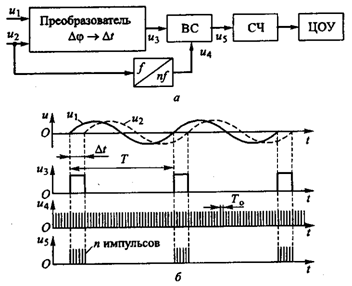 u₁
u₂
Преобразователь
Δφ → Δt
u₃
ВС
u₄
u₅
СЧ
ЦОУ
f
nf
а
u
u₁
u₂
O
t
Δt
T
u₃
O
t
u₄
T₀
O
t
u₅
n импульсов
O
t
б